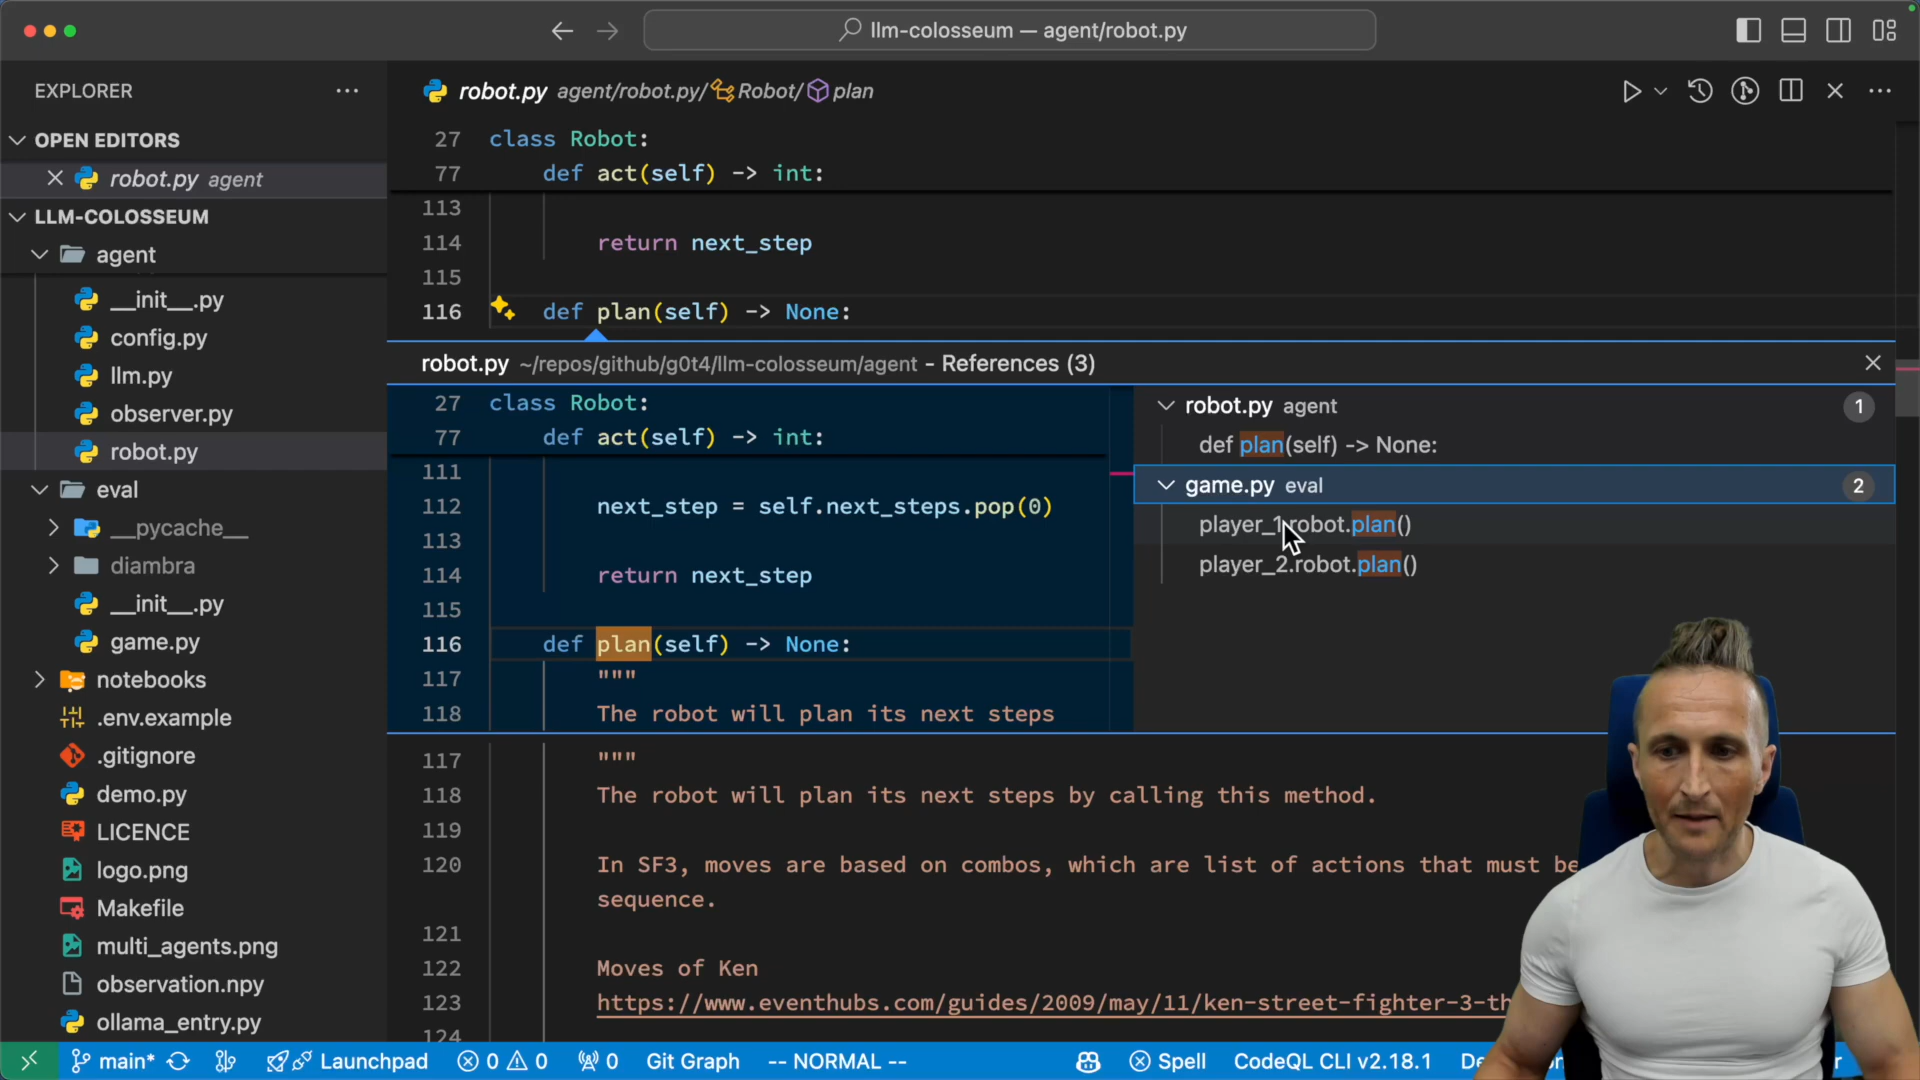 llm-colosseum — agent/robot.py
EXPLORER
OPEN EDITORS
robot.py agent
LLM-COLOSSEUM
agent
__init__.py
config.py
llm.py
observer.py
robot.py
eval
__pycache__
diambra
__init__.py
game.py
notebooks
.env.example
.gitignore
demo.py
LICENCE
logo.png
Makefile
multi_agents.png
observation.npy
ollama_entry.py
robot.py agent/robot.py/ Robot/ plan
27 class Robot:
77 def act(self) -> int:
113
114 return next_step
115
116 def plan(self) -> None:
robot.py ~/repos/github/g0t4/llm-colosseum/agent - References (3)
27 class Robot:
77 def act(self) -> int:
111
112 next_step = self.next_steps.pop(0)
113
114 return next_step
115
116 def plan(self) -> None:
117 """
118 The robot will plan its next steps
robot.py agent 1
def plan(self) -> None:
game.py eval 2
player_1.robot.plan()
player_2.robot.plan()
117 """
118 The robot will plan its next steps by calling this method.
119
120 In SF3, moves are based on combos, which are list of actions that must be
sequence.
121
122 Moves of Ken
123 https://www.eventhubs.com/guides/2009/may/11/ken-street-fighter-3-th
124
main* Launchpad 0 0 0 Git Graph -- NORMAL -- Spell CodeQL CLI v2.18.1